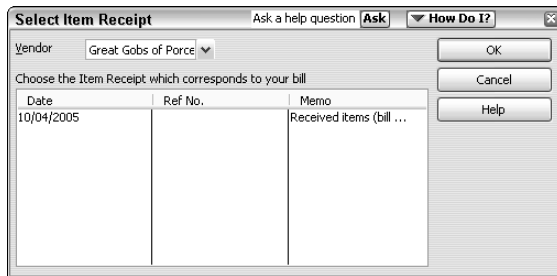 Select Item Receipt Ask a help question Ask How Do I?
Vendor Great Gobs of Porce OK
Choose the Item Receipt which corresponds to your bill Cancel
Date Ref No. Memo Help
10/04/2005 Received items (bill ...